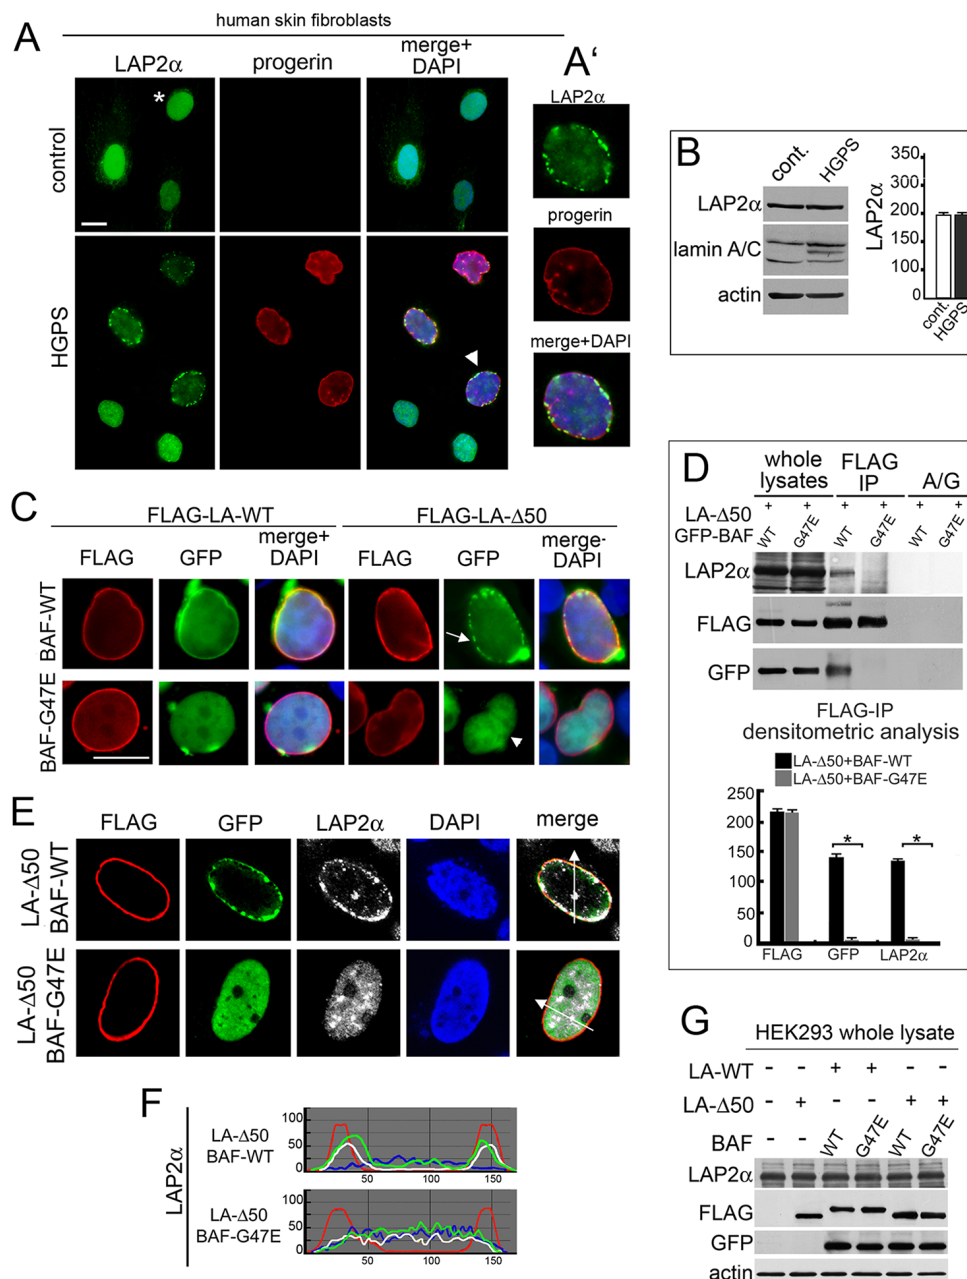 A
human skin fibroblasts
LAP2α
progerin
merge+
DAPI
control
*
HGPS
A'
LAP2α
progerin
merge+DAPI
B
cont.
HGPS
LAP2α
lamin A/C
actin
LAP2α
350
300
200
150
100
0
cont.
HGPS
C
FLAG-LA-WT
FLAG-LA-Δ50
FLAG
GFP
merge+
DAPI
FLAG
GFP
merge-
DAPI
BAF-WT
BAF-G47E
D
whole
lysates
FLAG
IP
A/G
LA-Δ50 + + + + + +
GFP-BAF WT G47E WT G47E WT G47E
LAP2α
FLAG
GFP
FLAG-IP
densitometric analysis
LA-Δ50+BAF-WT
LA-Δ50+BAF-G47E
250
200
150
100
50
0
* *
FLAG GFP LAP2α
E
FLAG
GFP
LAP2α
DAPI
merge
LA-Δ50
BAF-WT
LA-Δ50
BAF-G47E
F
LAP2α
LA-Δ50
BAF-WT
100
50
0
50 100 150
LA-Δ50
BAF-G47E
100
50
0
50 100 150
G
HEK293 whole lysate
LA-WT - - + + - -
LA-Δ50 - + - - + +
BAF - - WT G47E WT G47E
LAP2α
FLAG
GFP
actin